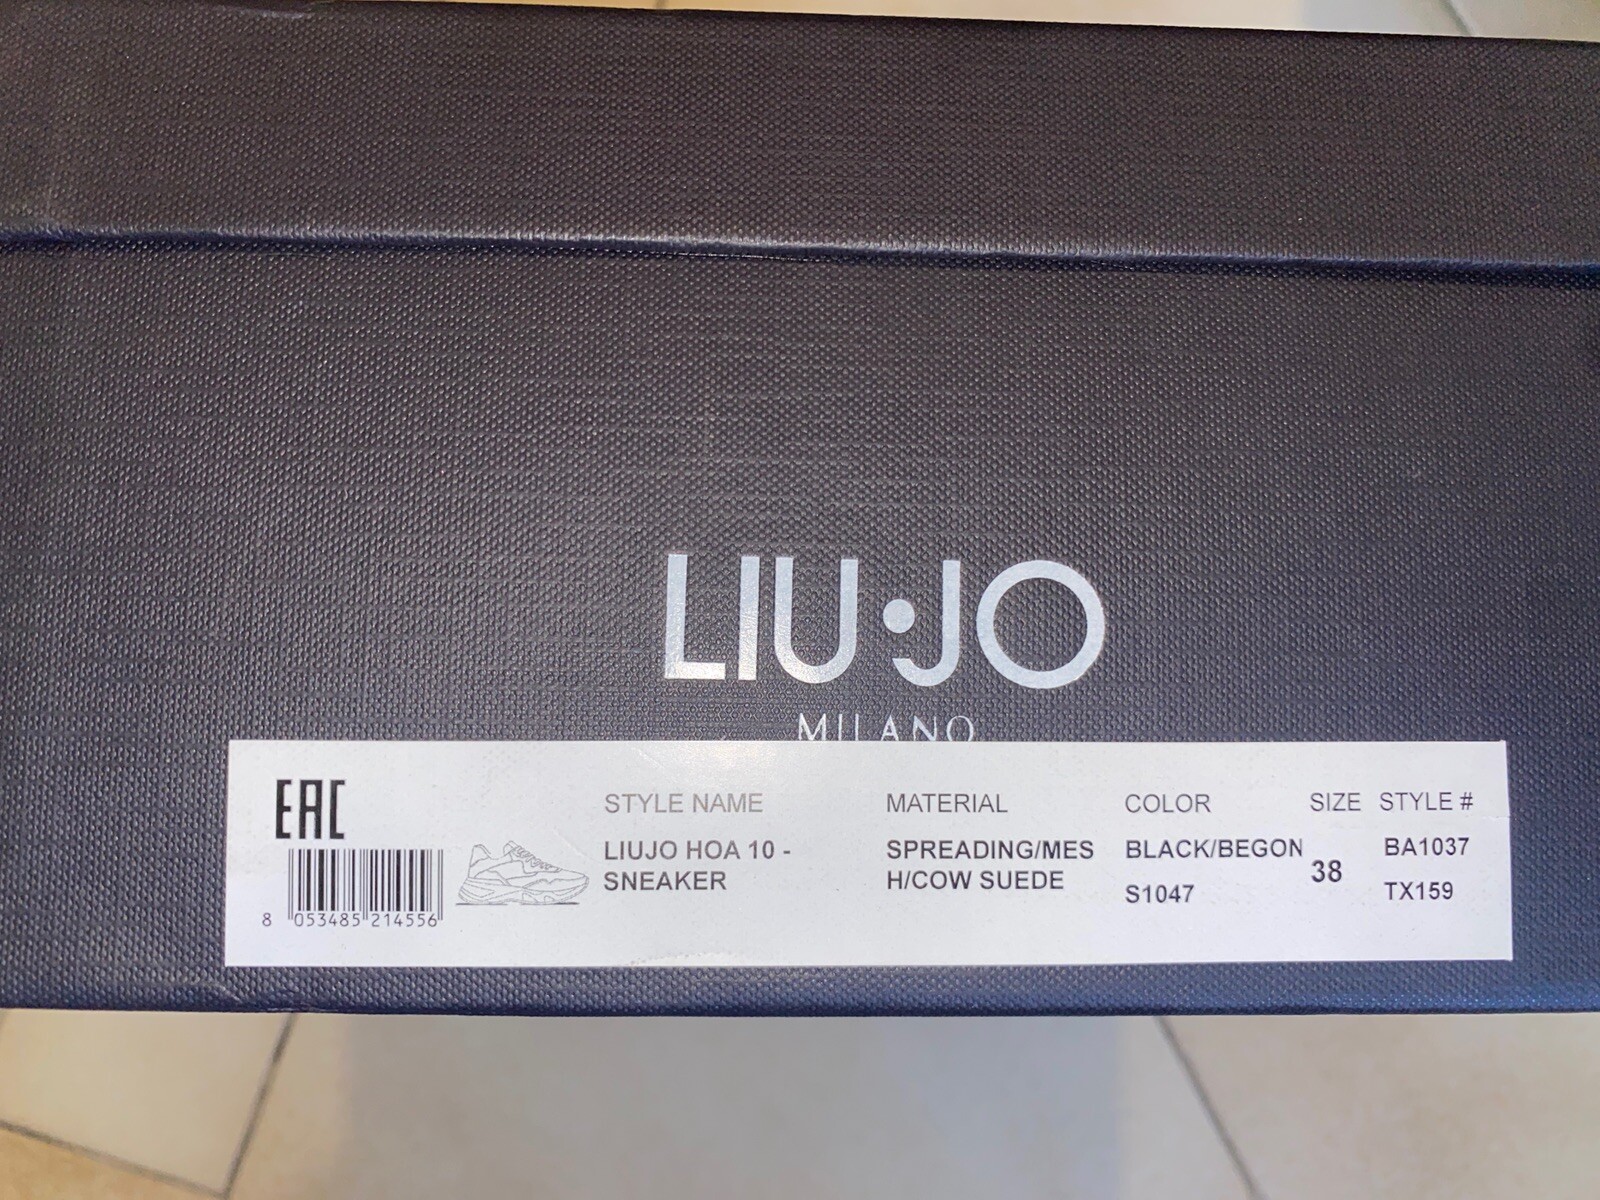 LIU·JO
MILANO
EAC
8 053485 214556
STYLE NAME
LIUJO HOA 10 -
SNEAKER
MATERIAL
SPREADING/MES
H/COW SUEDE
COLOR
BLACK/BEGON
S1047
SIZE
38
STYLE #
BA1037
TX159